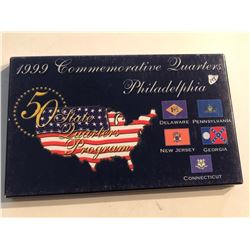 1999 Commemorative Quarters
Philadelphia
50 State
Quarters
Program
DELAWARE PENNSYLVANIA
NEW JERSEY GEORGIA
CONNECTICUT